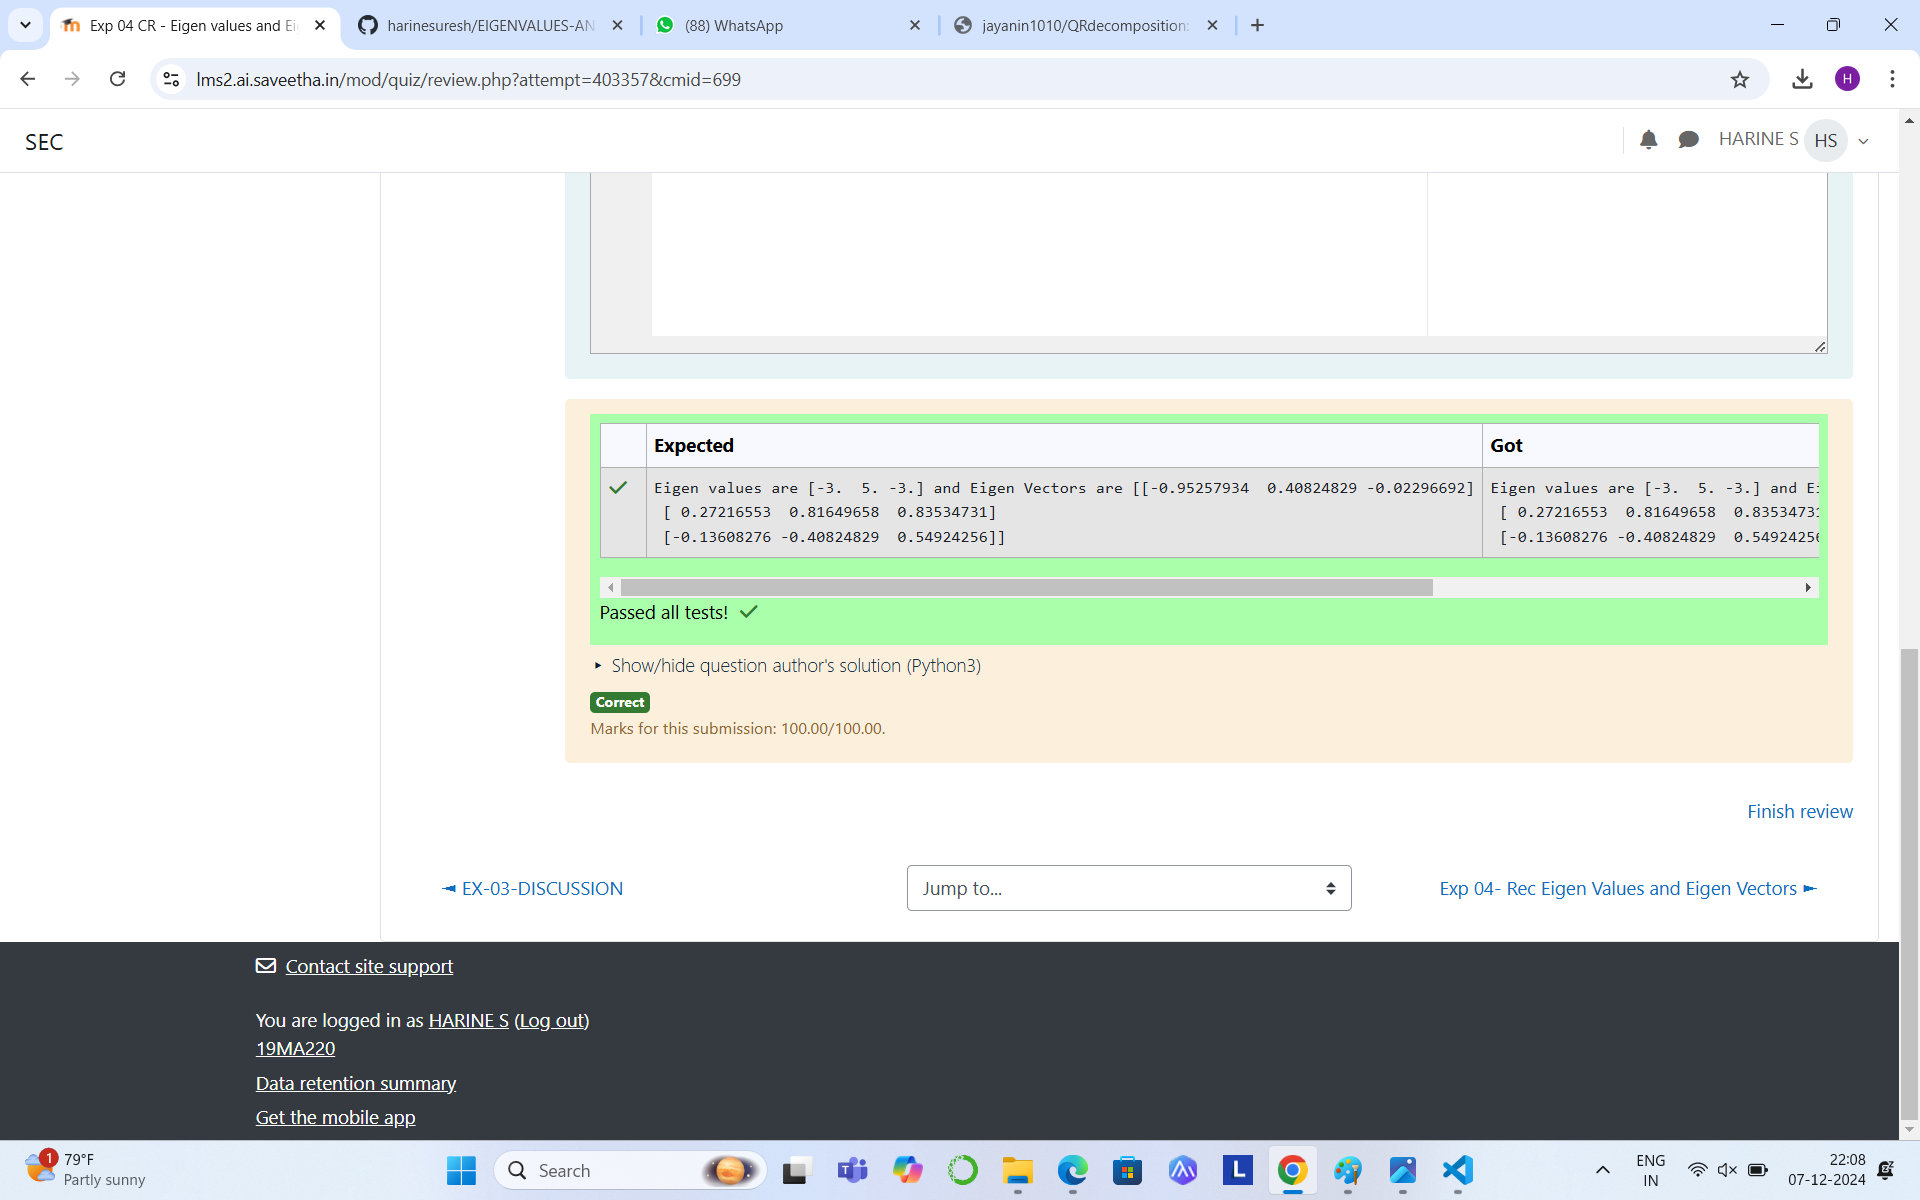 Exp 04 CR - Eigen values and Ei
harinesuresh/EIGENVALUES-AN
(88) WhatsApp
jayanin1010/QRdecomposition:
lms2.ai.saveetha.in/mod/quiz/review.php?attempt=403357&cmid=699
H
SEC
HARINE S
HS
Expected
Got
Eigen values are [-3.  5. -3.] and Eigen Vectors are [[-0.95257934  0.40824829 -0.02296692]
Eigen values are [-3.  5. -3.] and Ei
[ 0.27216553  0.81649658  0.83534731]
[ 0.27216553  0.81649658  0.83534731
[-0.13608276 -0.40824829  0.54924256]]
[-0.13608276 -0.40824829  0.54924256
Passed all tests!
Show/hide question author's solution (Python3)
Correct
Marks for this submission: 100.00/100.00.
Finish review
◄ EX-03-DISCUSSION
Jump to...
Exp 04- Rec Eigen Values and Eigen Vectors ►
Contact site support
You are logged in as HARINE S (Log out)
19MA220
Data retention summary
Get the mobile app
1
79°F
Partly sunny
Search
L
ENG
IN
22:08
07-12-2024